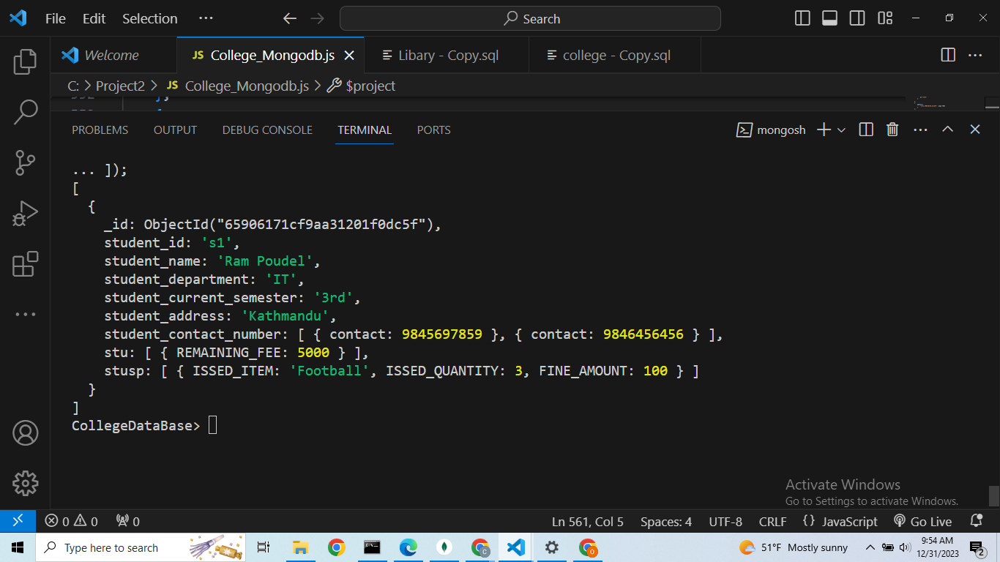 File Edit Selection ··· Search
Welcome JS College_Mongodb.js Libary - Copy.sql college - Copy.sql ···
C: > Project2 > JS College_Mongodb.js > $project
PROBLEMS OUTPUT DEBUG CONSOLE TERMINAL PORTS mongosh ···
... ]);
[
{
_id: ObjectId("65906171cf9aa31201f0dc5f"),
student_id: 's1',
student_name: 'Ram Poudel',
student_department: 'IT',
student_current_semester: '3rd',
student_address: 'Kathmandu',
student_contact_number: [ { contact: 9845697859 }, { contact: 9846456456 } ],
stu: [ { REMAINING_FEE: 5000 } ],
stusp: [ { ISSED_ITEM: 'Football', ISSED_QUANTITY: 3, FINE_AMOUNT: 100 } ]
}
]
CollegeDataBase>
Activate Windows
Go to Settings to activate Windows.
0 0 0 Ln 561, Col 5 Spaces: 4 UTF-8 CRLF {} JavaScript Go Live
Type here to search 51°F Mostly sunny 9:54 AM
12/31/2023 2